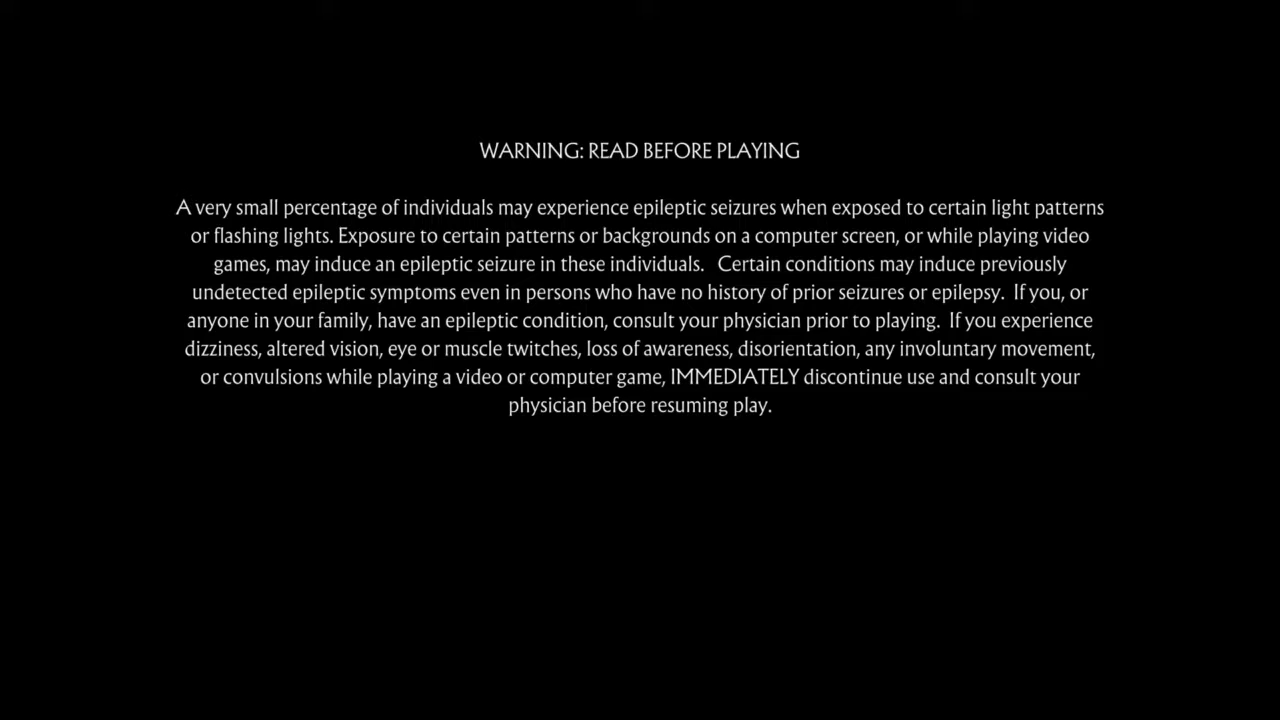 WARNING: READ BEFORE PLAYING
A very small percentage of individuals may experience epileptic seizures when exposed to certain light patterns
or flashing lights. Exposure to certain patterns or backgrounds on a computer screen, or while playing video
games, may induce an epileptic seizure in these individuals.   Certain conditions may induce previously
undetected epileptic symptoms even in persons who have no history of prior seizures or epilepsy.  If you, or
anyone in your family, have an epileptic condition, consult your physician prior to playing.  If you experience
dizziness, altered vision, eye or muscle twitches, loss of awareness, disorientation, any involuntary movement,
or convulsions while playing a video or computer game, IMMEDIATELY discontinue use and consult your
physician before resuming play.